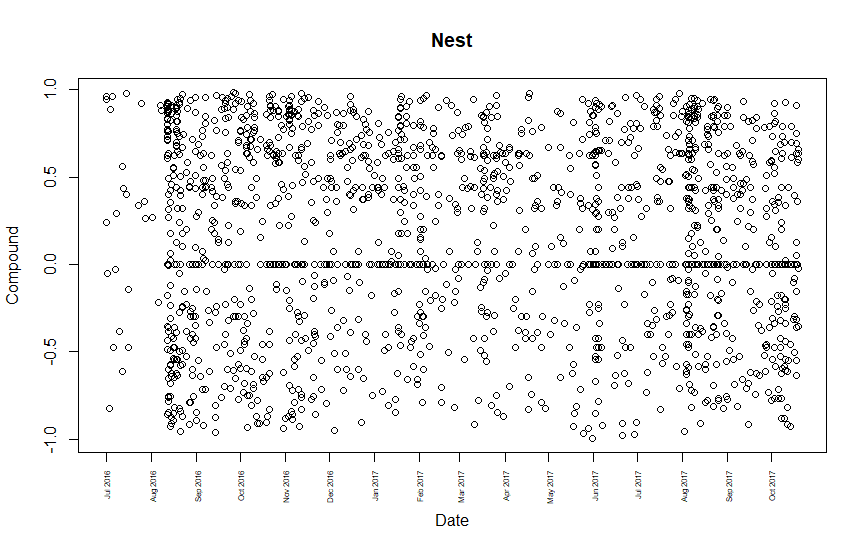 Nest
Compound
1.0
0.5
0.0
-0.5
-1.0
Jul 2016
Aug 2016
Sep 2016
Oct 2016
Nov 2016
Dec 2016
Jan 2017
Feb 2017
Mar 2017
Apr 2017
May 2017
Jun 2017
Jul 2017
Aug 2017
Sep 2017
Oct 2017
Date